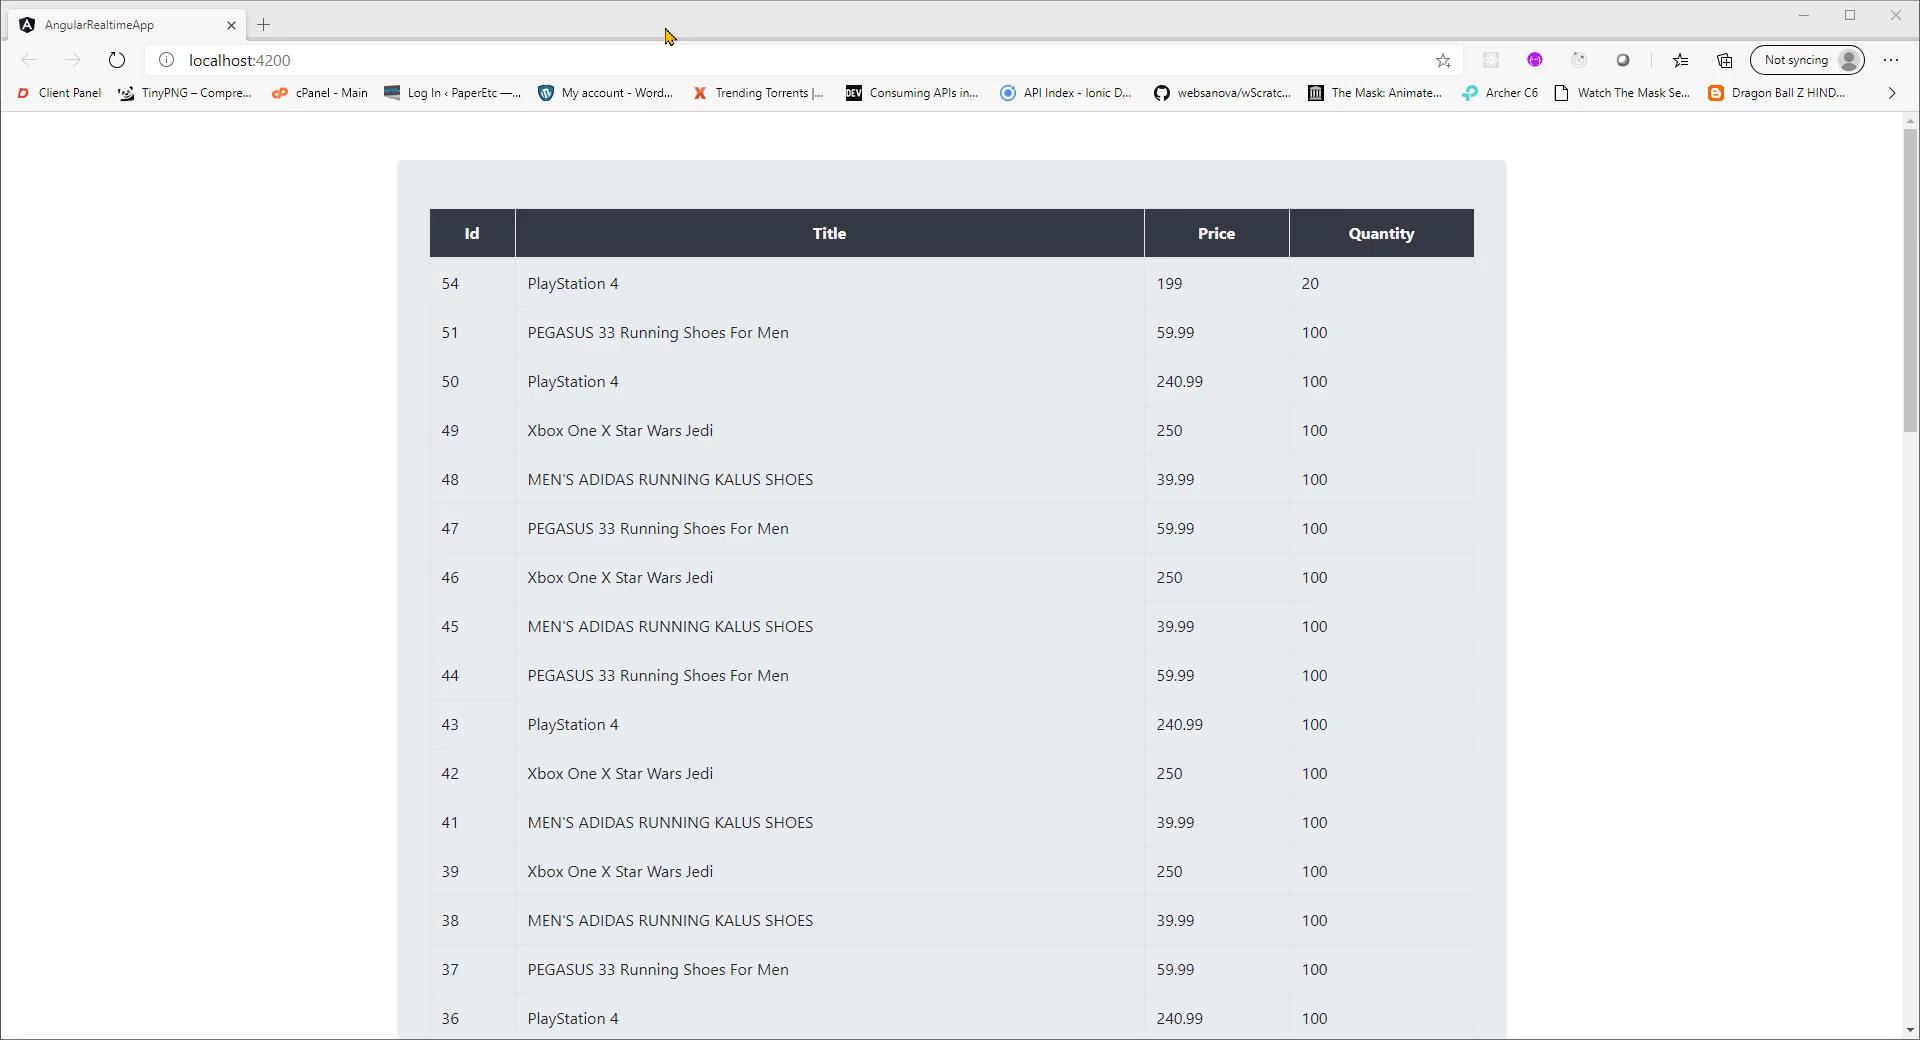 AngularRealtimeApp
localhost:4200
Not syncing
Client Panel TinyPNG – Compre... cPanel - Main Log In ‹ PaperEtc —... My account - Word... Trending Torrents |... DEV Consuming APIs in... API Index - Ionic D... websanova/wScratc... The Mask: Animate... Archer C6 Watch The Mask Se... Dragon Ball Z HIND...
Id Title Price Quantity
54 PlayStation 4 199 20
51 PEGASUS 33 Running Shoes For Men 59.99 100
50 PlayStation 4 240.99 100
49 Xbox One X Star Wars Jedi 250 100
48 MEN'S ADIDAS RUNNING KALUS SHOES 39.99 100
47 PEGASUS 33 Running Shoes For Men 59.99 100
46 Xbox One X Star Wars Jedi 250 100
45 MEN'S ADIDAS RUNNING KALUS SHOES 39.99 100
44 PEGASUS 33 Running Shoes For Men 59.99 100
43 PlayStation 4 240.99 100
42 Xbox One X Star Wars Jedi 250 100
41 MEN'S ADIDAS RUNNING KALUS SHOES 39.99 100
39 Xbox One X Star Wars Jedi 250 100
38 MEN'S ADIDAS RUNNING KALUS SHOES 39.99 100
37 PEGASUS 33 Running Shoes For Men 59.99 100
36 PlayStation 4 240.99 100